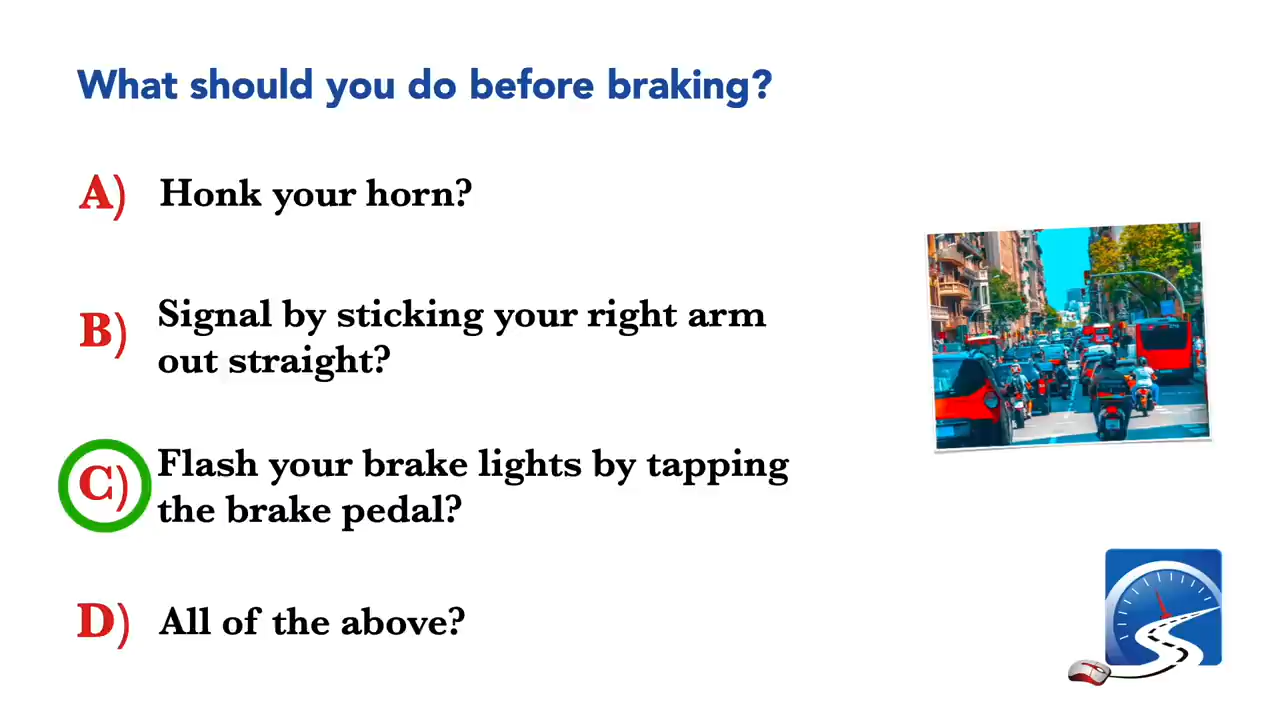 What should you do before braking?
A) Honk your horn?
B) Signal by sticking your right arm
out straight?
C) Flash your brake lights by tapping
the brake pedal?
D) All of the above?